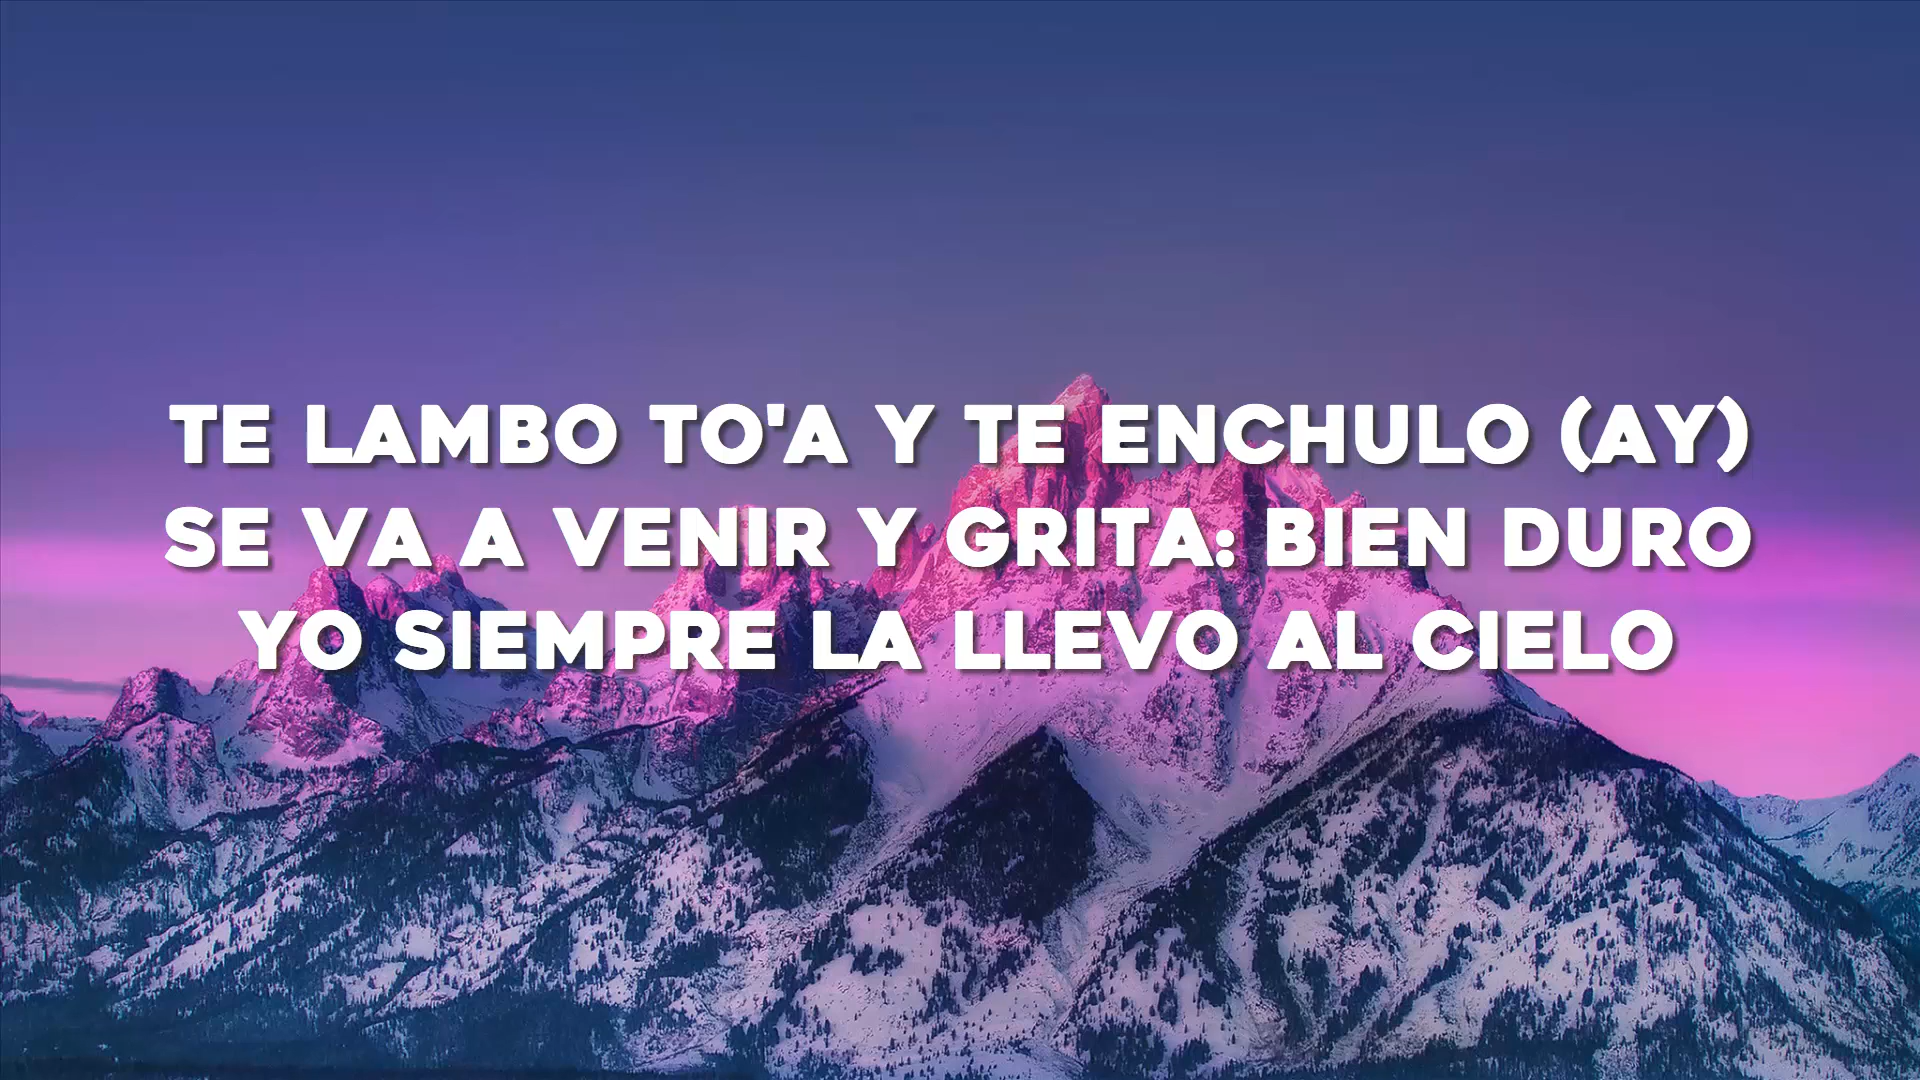 TE LAMBO TO'A Y TE ENCHULO (AY)
SE VA A VENIR Y GRITA: BIEN DURO
YO SIEMPRE LA LLEVO AL CIELO